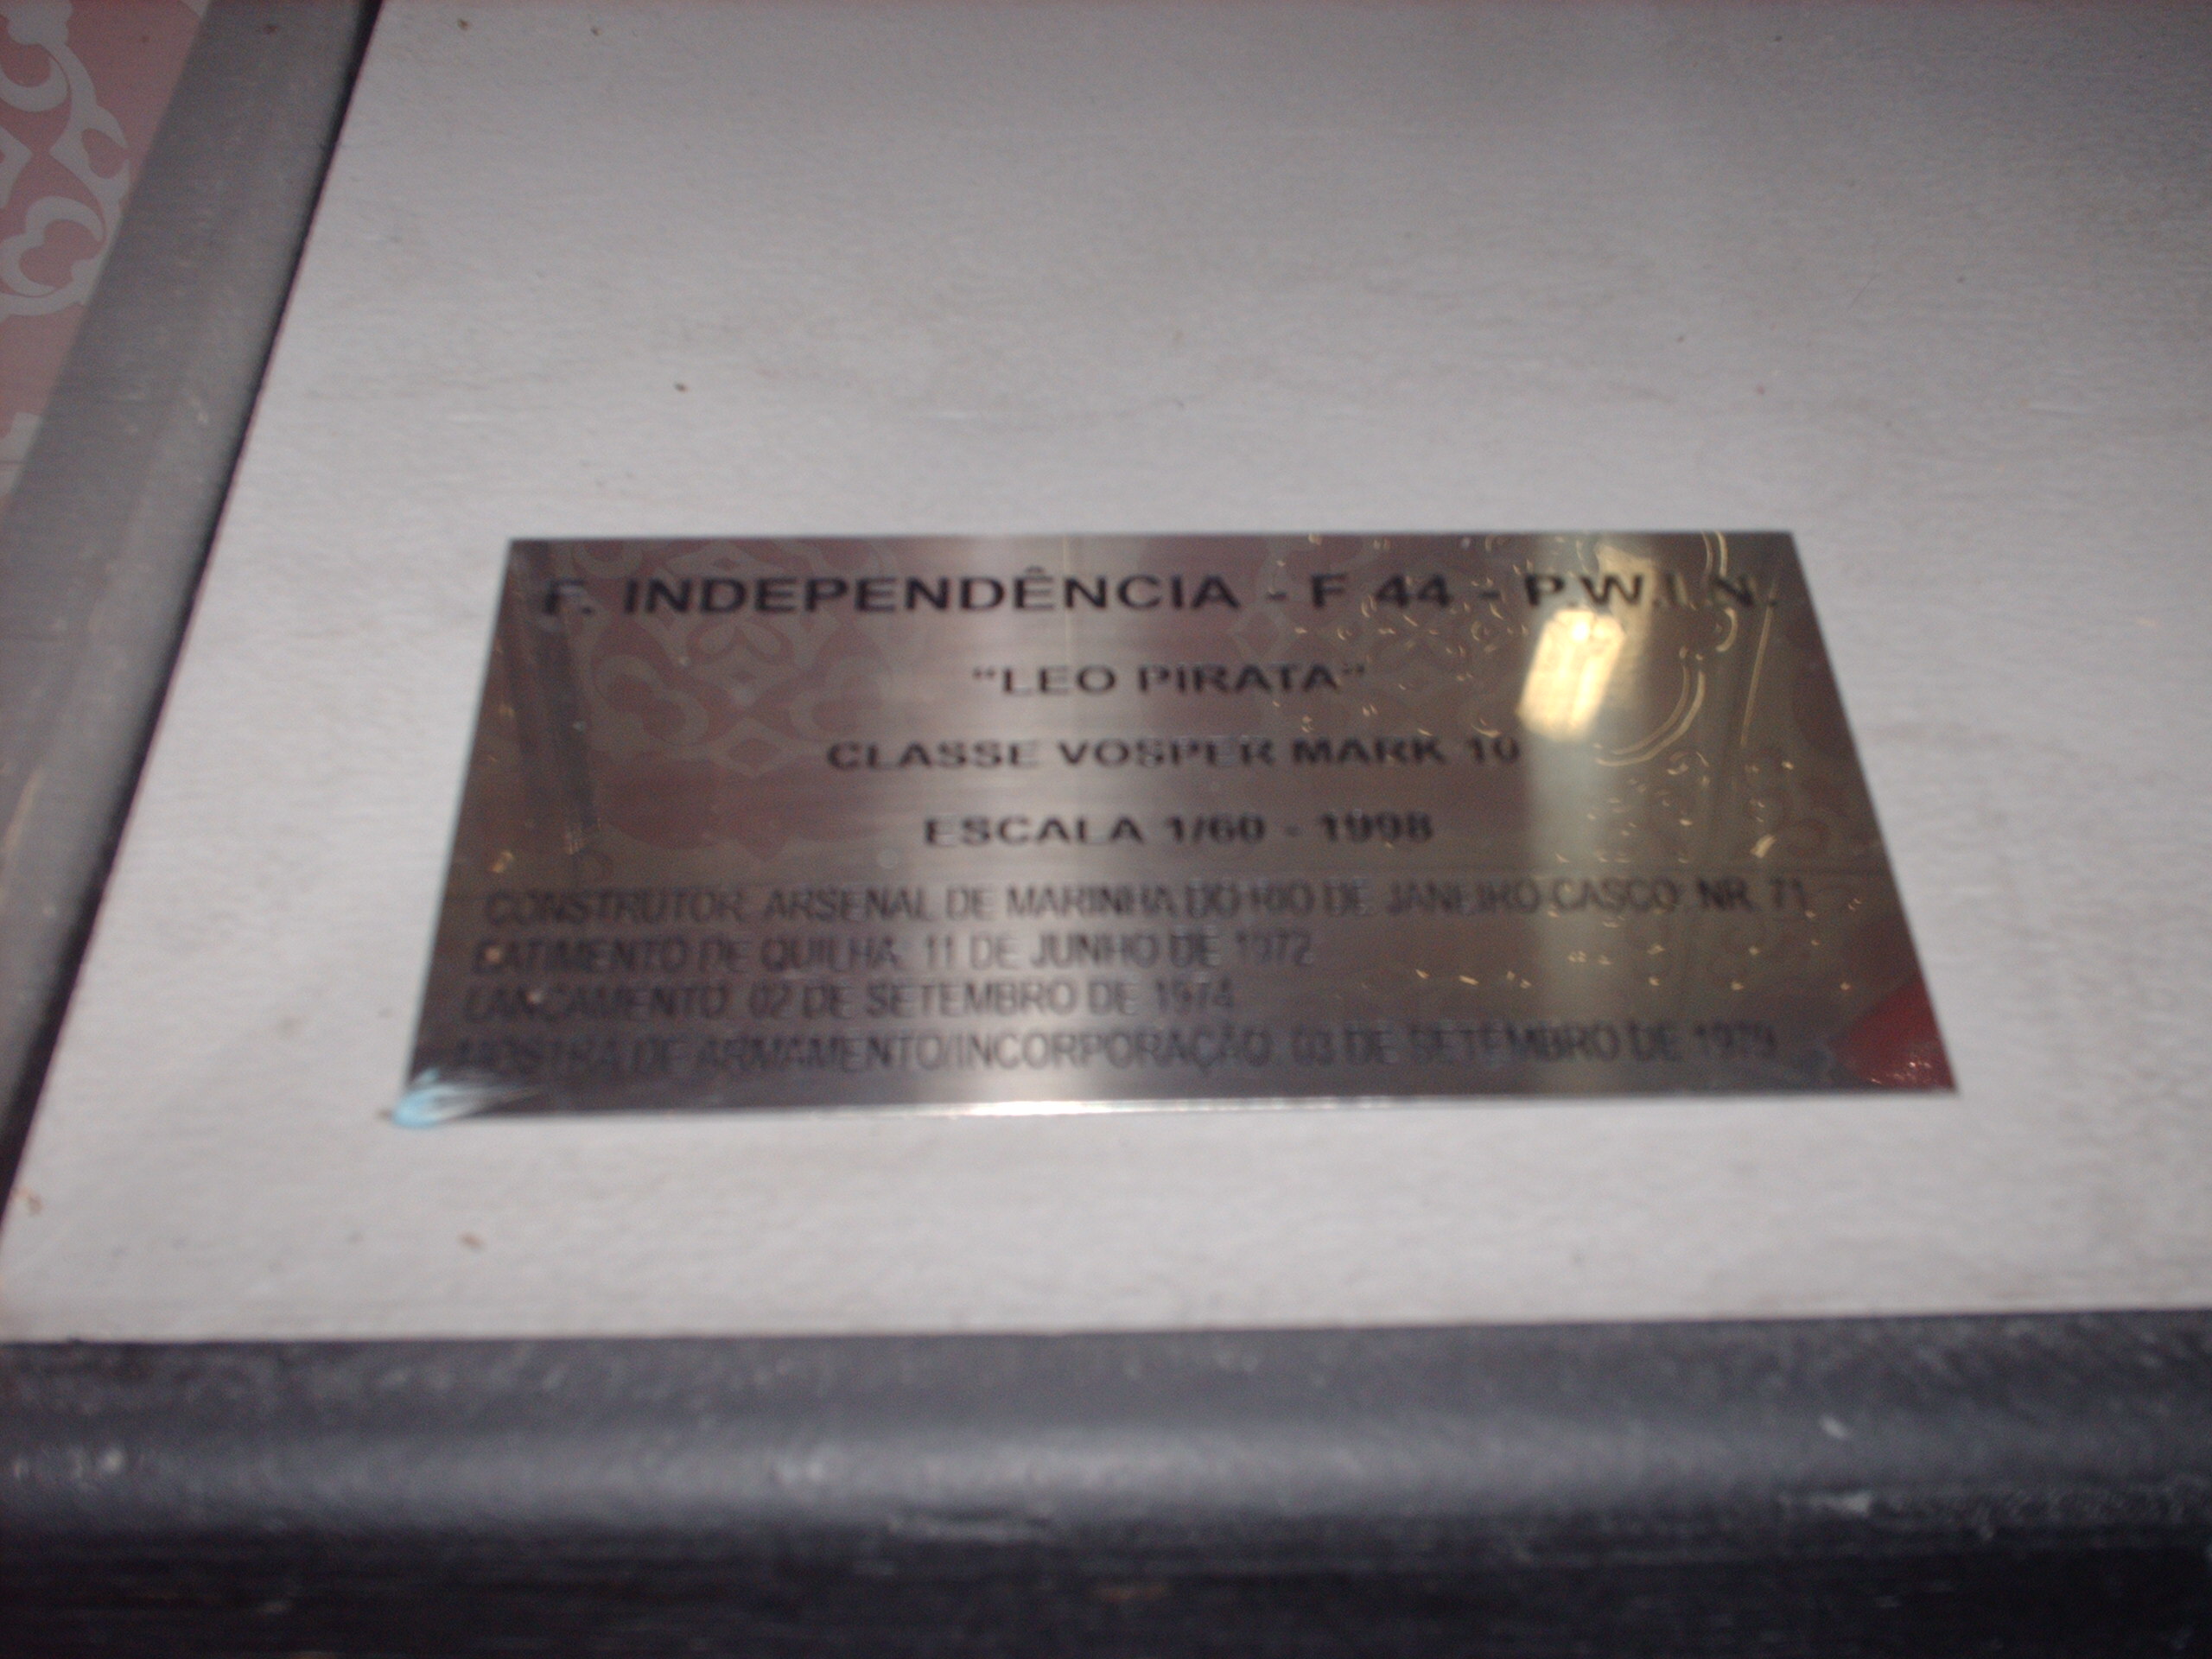 F. INDEPENDÊNCIA - F 44 - P.W.I.N.
"LEO PIRATA"
CLASSE VOSPER MARK 10
ESCALA 1/60 - 1998
CONSTRUTOR: ARSENAL DE MARINHA DO RIO DE JANEIRO-CASCO NR. 71
BATIMENTO DE QUILHA: 11 DE JUNHO DE 1972
LANÇAMENTO: 02 DE SETEMBRO DE 1974
MOSTRA DE ARMAMENTO/INCORPORAÇÃO: 03 DE SETEMBRO DE 1979